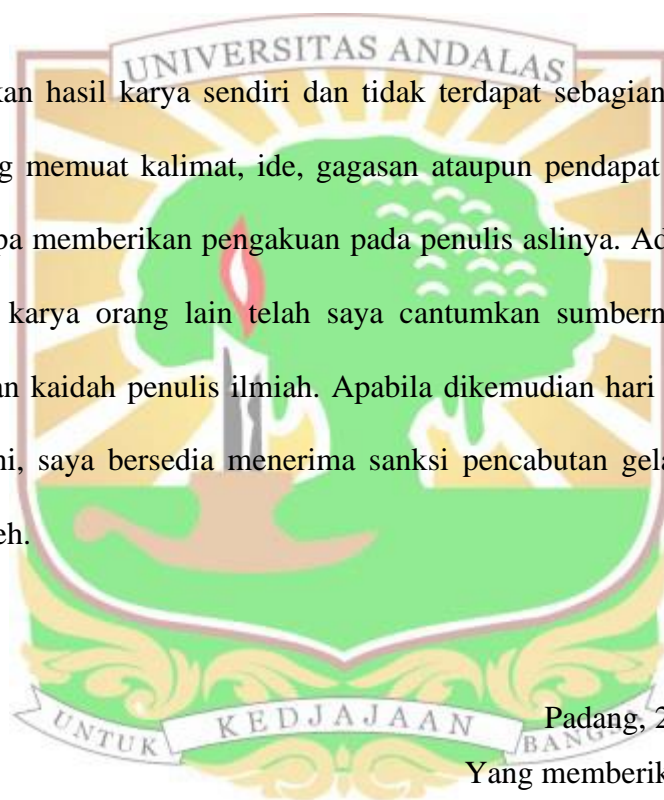 UNIVERSITAS ANDALAS
kan hasil karya sendiri dan tidak terdapat sebagian
g memuat kalimat, ide, gagasan ataupun pendapat
pa memberikan pengakuan pada penulis aslinya. Ad
karya orang lain telah saya cantumkan sumbern
an kaidah penulis ilmiah. Apabila dikemudian hari
ni, saya bersedia menerima sanksi pencabutan gela
eh.
Padang, 2
UNTUK KEDJAJAAN BANGSA
Yang memberik